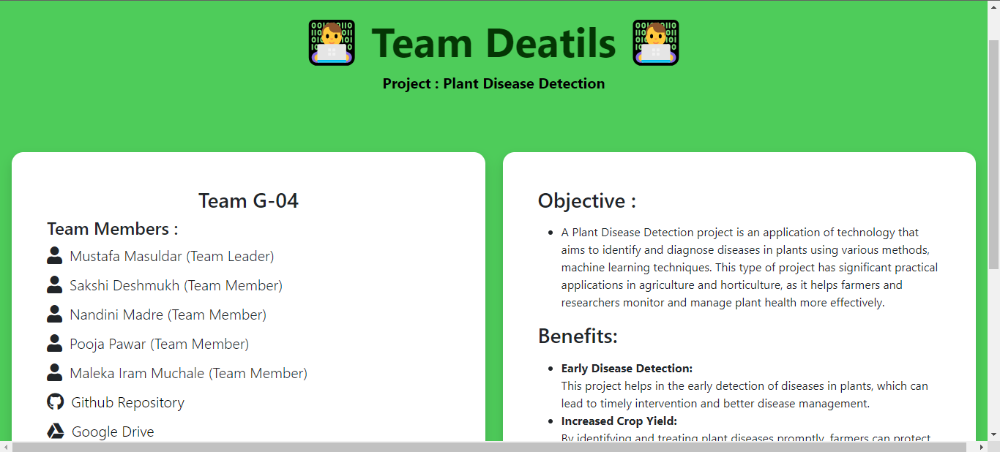 Team Deatils
Project : Plant Disease Detection
Team G-04
Team Members :
Mustafa Masuldar (Team Leader)
Sakshi Deshmukh (Team Member)
Nandini Madre (Team Member)
Pooja Pawar (Team Member)
Maleka Iram Muchale (Team Member)
Github Repository
Google Drive
Objective :
A Plant Disease Detection project is an application of technology that
aims to identify and diagnose diseases in plants using various methods,
machine learning techniques. This type of project has significant practical
applications in agriculture and horticulture, as it helps farmers and
researchers monitor and manage plant health more effectively.
Benefits:
Early Disease Detection:
This project helps in the early detection of diseases in plants, which can
lead to timely intervention and better disease management.
Increased Crop Yield:
By identifying and treating plant diseases promptly, farmers can protect